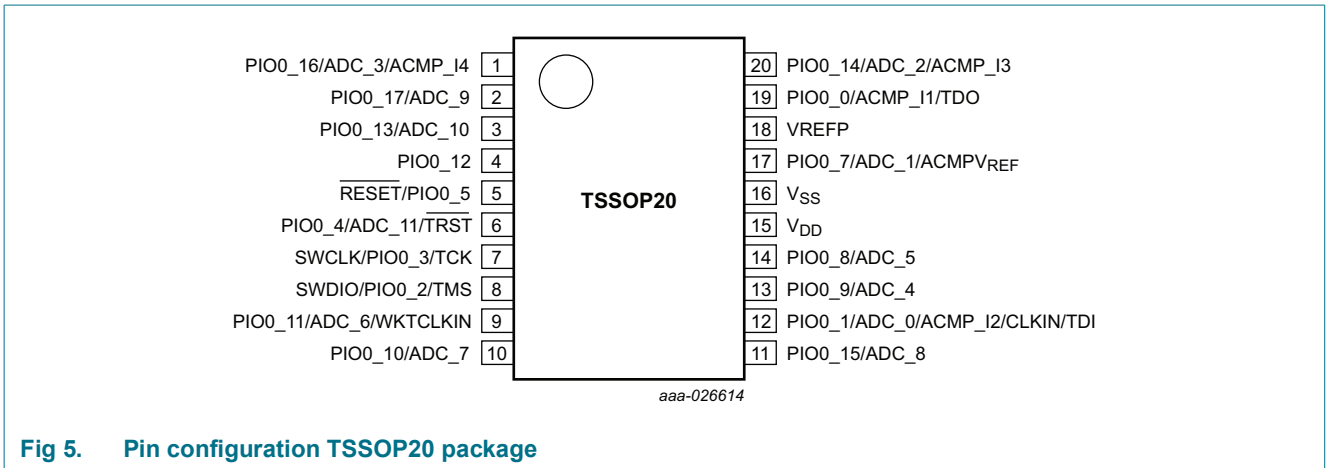 PIO0_16/ADC_3/ACMP_I4 1
PIO0_17/ADC_9 2
PIO0_13/ADC_10 3
PIO0_12 4
RESET/PIO0_5 5
PIO0_4/ADC_11/TRST 6
SWCLK/PIO0_3/TCK 7
SWDIO/PIO0_2/TMS 8
PIO0_11/ADC_6/WKTCLKIN 9
PIO0_10/ADC_7 10
TSSOP20
20 PIO0_14/ADC_2/ACMP_I3
19 PIO0_0/ACMP_I1/TDO
18 VREFP
17 PIO0_7/ADC_1/ACMPVREF
16 VSS
15 VDD
14 PIO0_8/ADC_5
13 PIO0_9/ADC_4
12 PIO0_1/ADC_0/ACMP_I2/CLKIN/TDI
11 PIO0_15/ADC_8
aaa-026614
Fig 5. Pin configuration TSSOP20 package